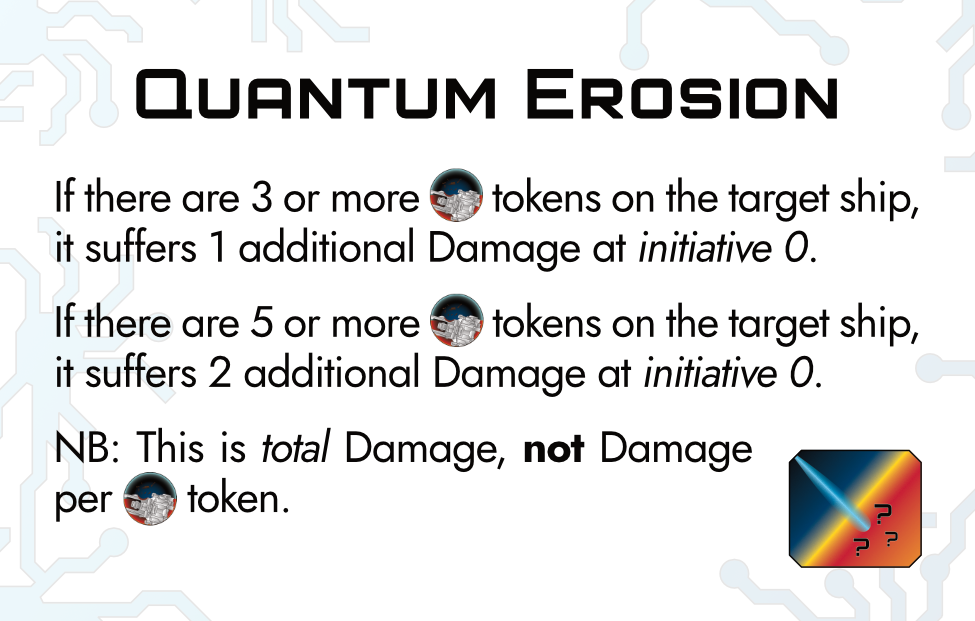 QUANTUM EROSION
If there are 3 or more tokens on the target ship,
it suffers 1 additional Damage at initiative 0.
If there are 5 or more tokens on the target ship,
it suffers 2 additional Damage at initiative 0.
NB: This is total Damage, not Damage
per token.
?
?
?